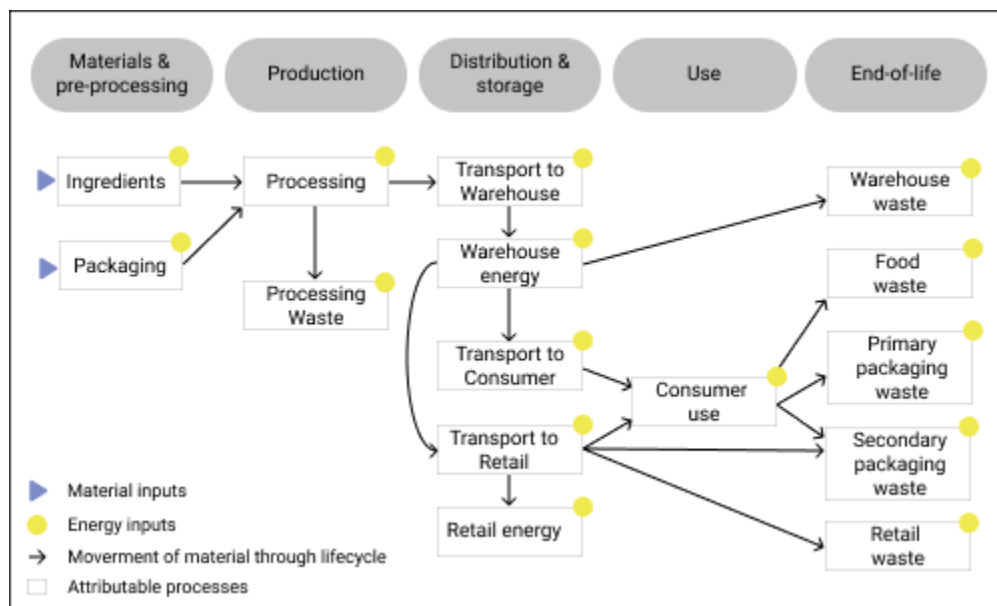 Materials &
pre-processing
Production
Distribution &
storage
Use
End-of-life
Ingredients
Processing
Transport to
Warehouse
Warehouse
waste
Packaging
Warehouse
energy
Food
waste
Processing
Waste
Transport to
Consumer
Primary
packaging
waste
Consumer
use
Transport to
Retail
Secondary
packaging
waste
Retail energy
Retail
waste
Material inputs
Energy inputs
Moverment of material through lifecycle
Attributable processes